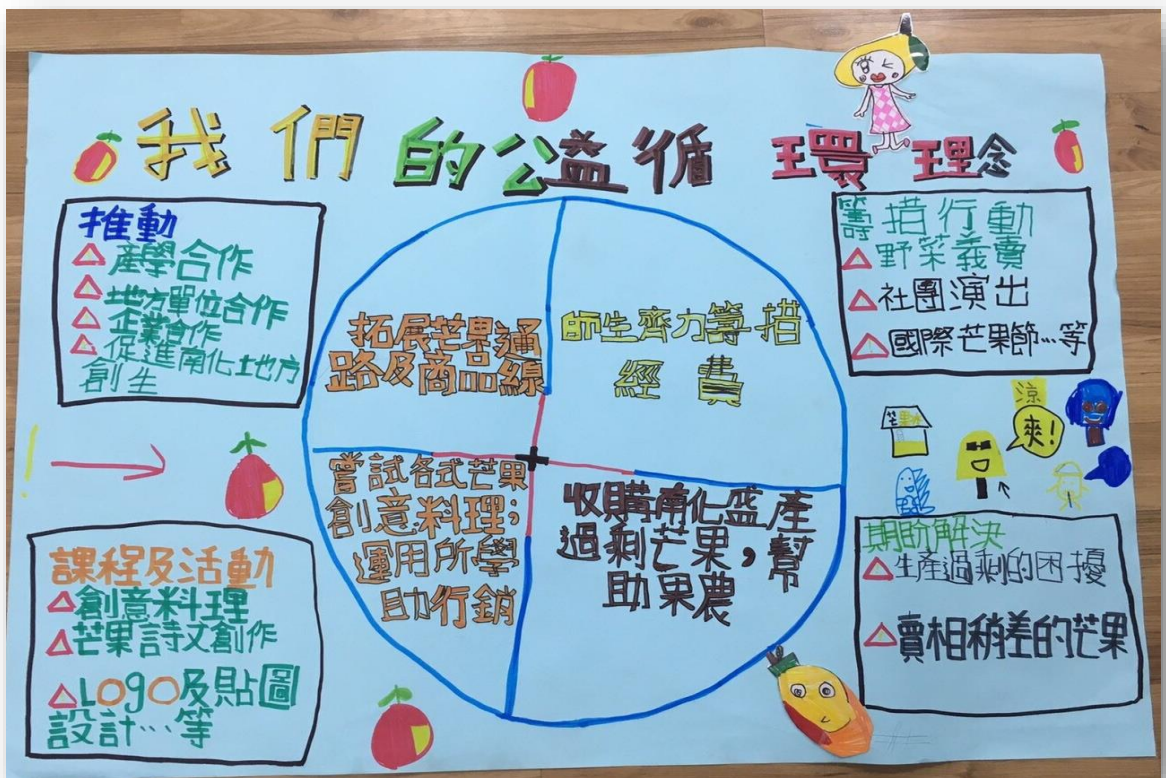 我們的公益循環理念
推動
△產學合作
△地方單位合作
△企業合作
△促進南化地方
創生
拓展芒果通
路及商品線
師生齊力籌措
經費
籌措行動
△野菜義賣
△社團演出
△國際芒果節…等
芒果冰
涼
爽!
嘗試各式芒果
創意料理;
運用所學
助行銷
收購南化盛產
過剩芒果,幫
助果農
課程及活動
△創意料理
△芒果詩文創作
△LOgO及貼圖
設計…等
期盼解決
△生產過剩的困擾
△賣相稍差的芒果